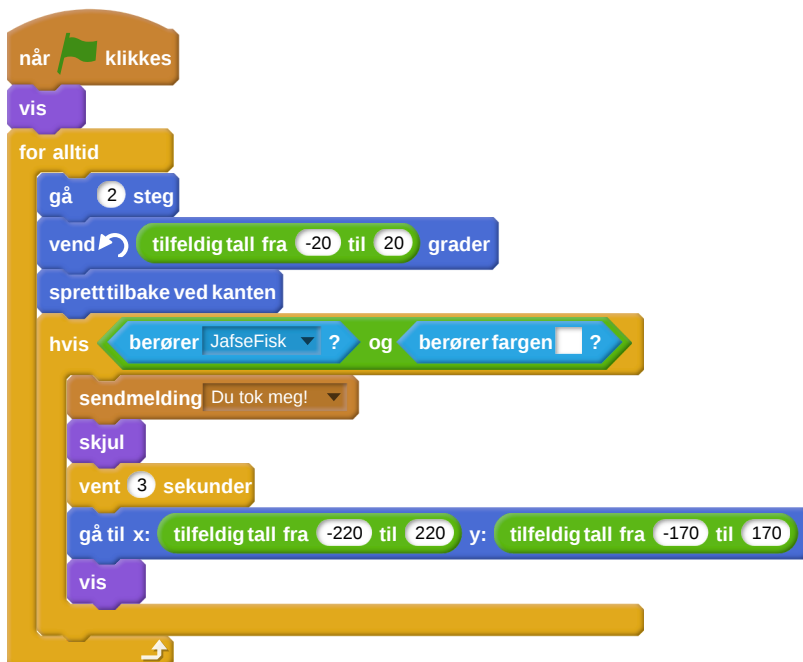 når klikkes
vis
for alltid
gå 2 steg
vend tilfeldig tall fra -20 til 20 grader
sprett tilbake ved kanten
hvis berører JafseFisk ? og berører fargen ?
send melding Du tok meg!
skjul
vent 3 sekunder
gå til x: tilfeldig tall fra -220 til 220 y: tilfeldig tall fra -170 til 170
vis